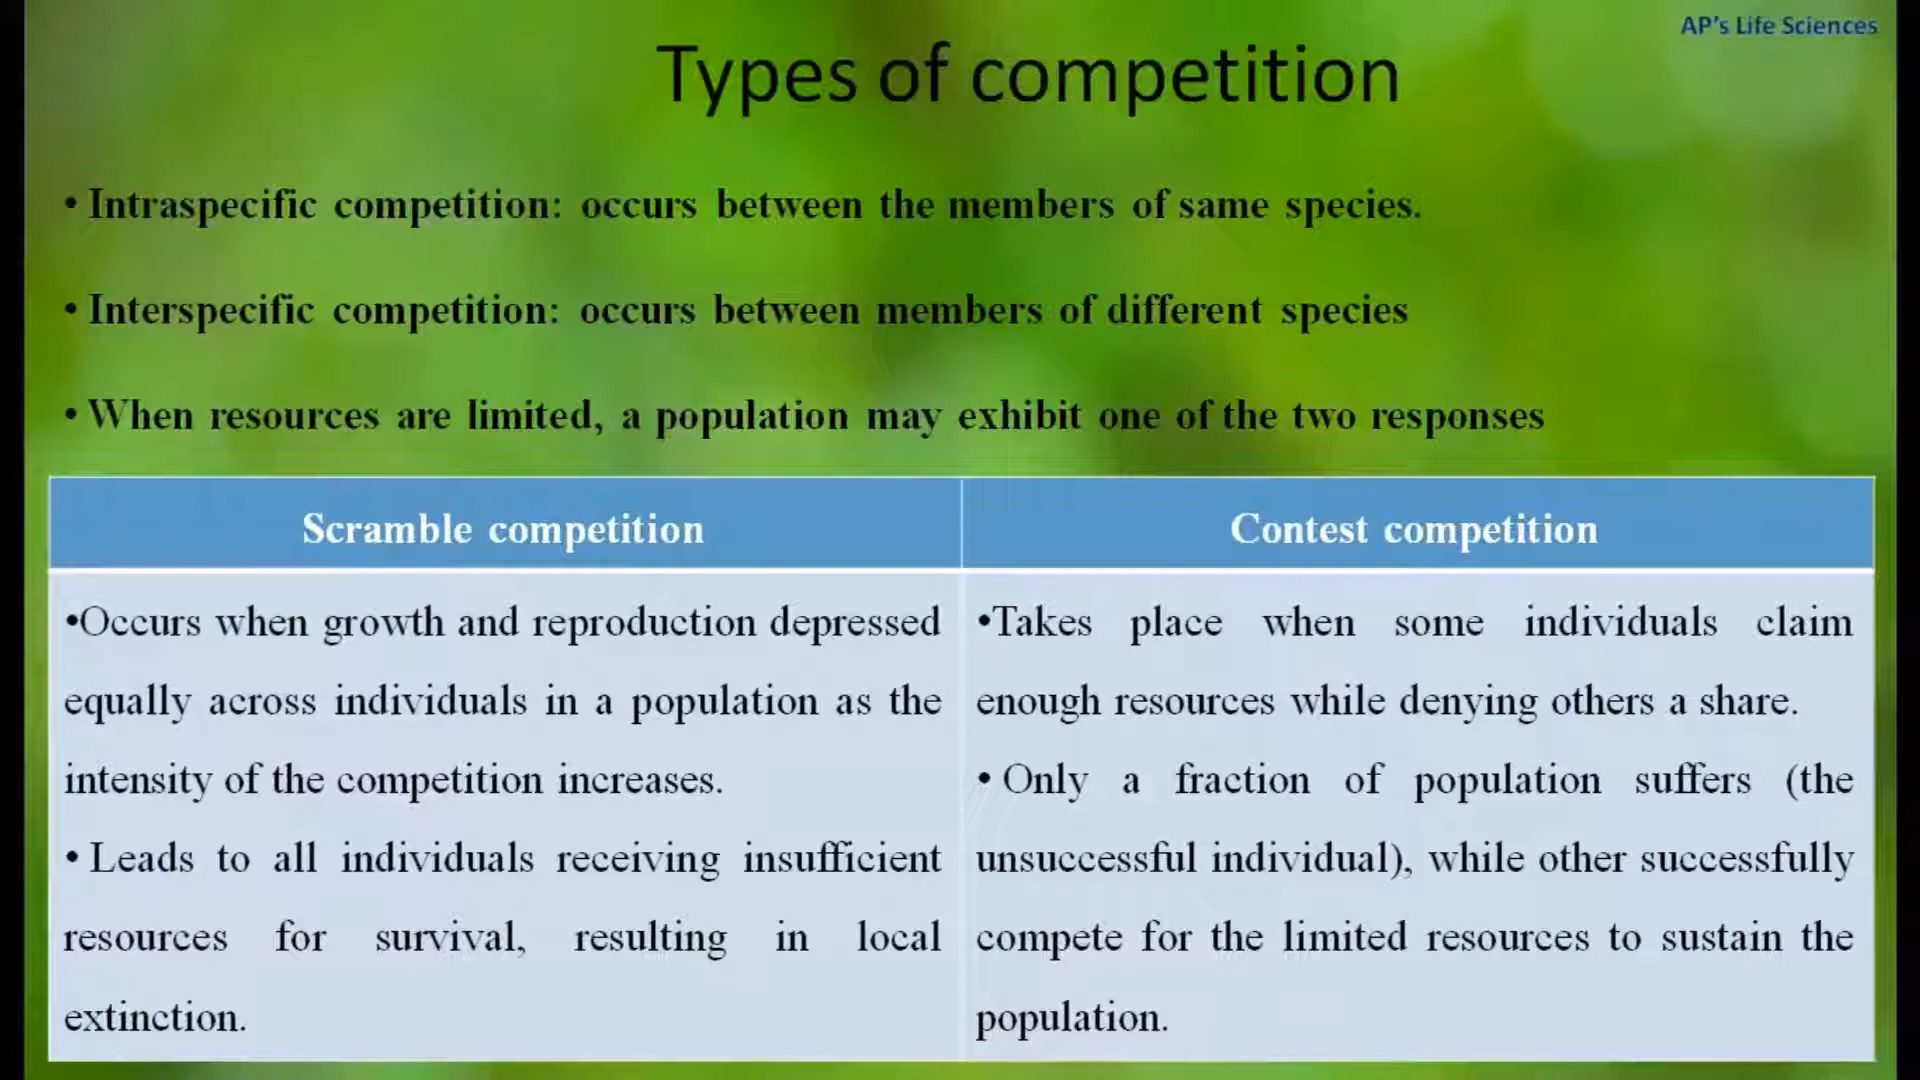 AP's Life Sciences
Types of competition
• Intraspecific competition: occurs between the members of same species.
• Interspecific competition: occurs between members of different species
• When resources are limited, a population may exhibit one of the two responses
Scramble competition
•Occurs when growth and reproduction depressed
equally across individuals in a population as the
intensity of the competition increases.
• Leads to all individuals receiving insufficient
resources for survival, resulting in local
extinction.
Contest competition
•Takes place when some individuals claim
enough resources while denying others a share.
• Only a fraction of population suffers (the
unsuccessful individual), while other successfully
compete for the limited resources to sustain the
population.